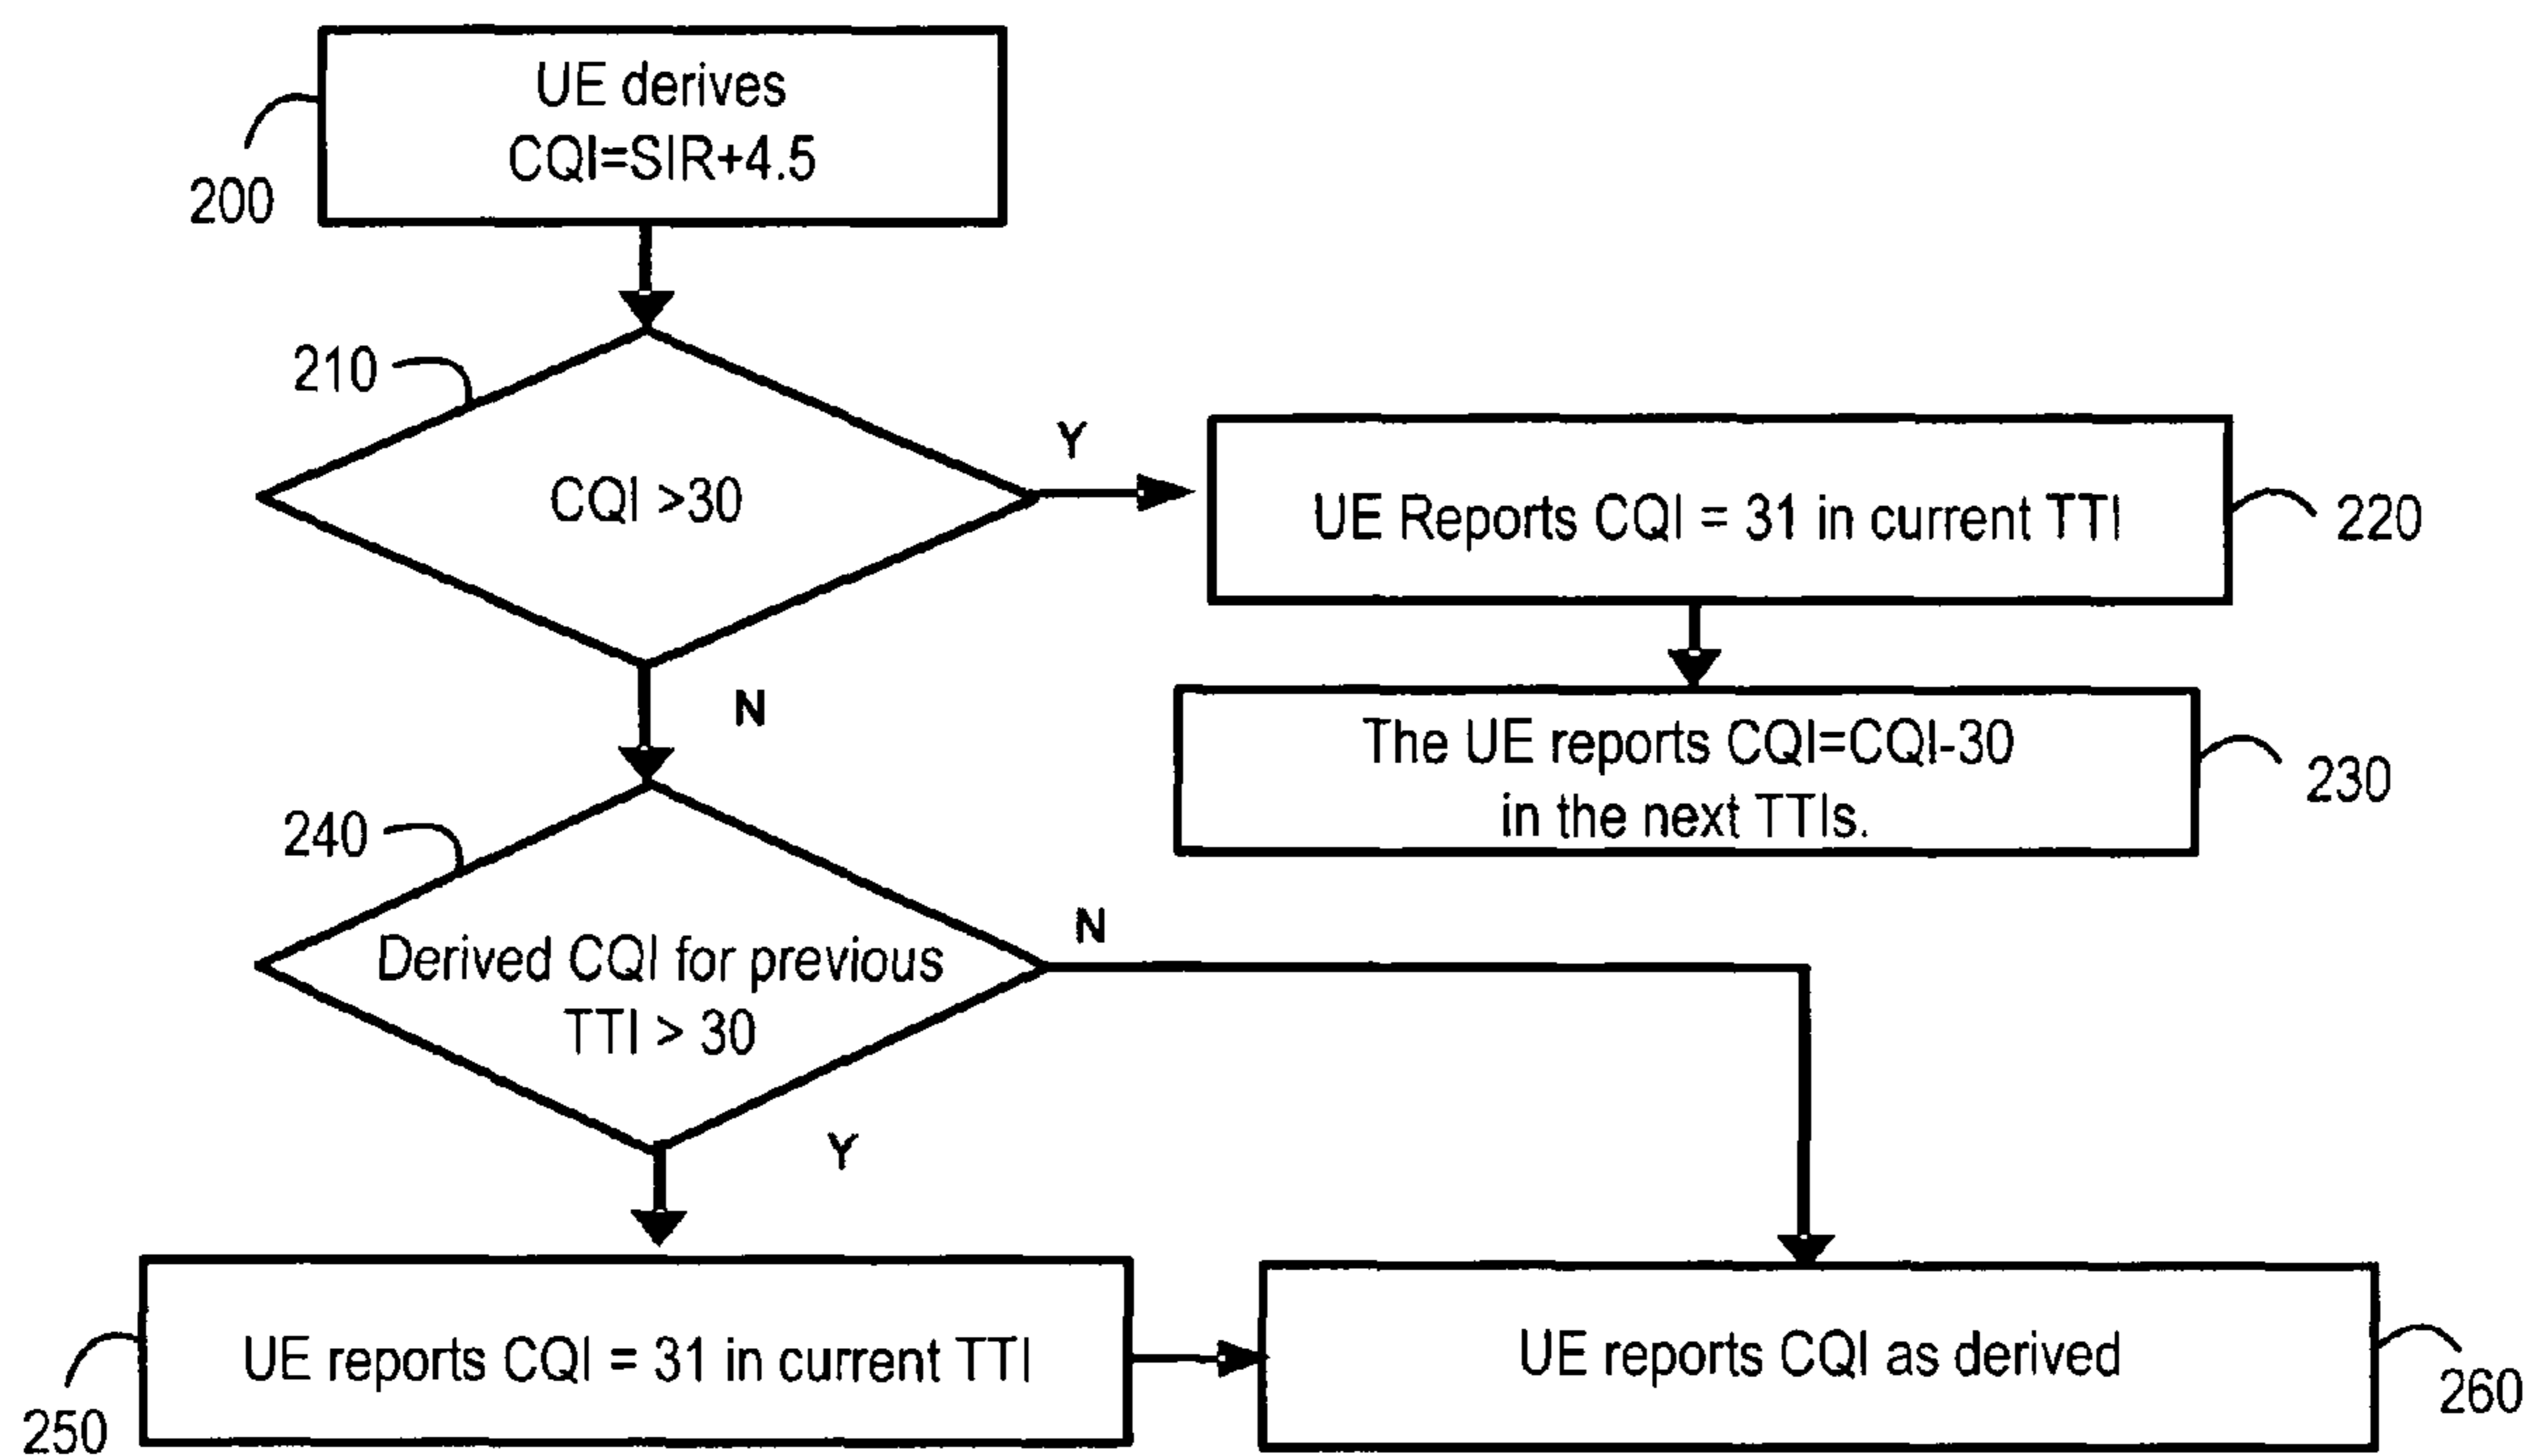 UE derives
CQI=SIR+4.5
200
210
CQI >30
Y
UE Reports CQI = 31 in current TTI
220
N
The UE reports CQI=CQI-30
in the next TTIs.
230
240
Derived CQI for previous
TTI > 30
N
Y
UE reports CQI = 31 in current TTI
250
UE reports CQI as derived
260